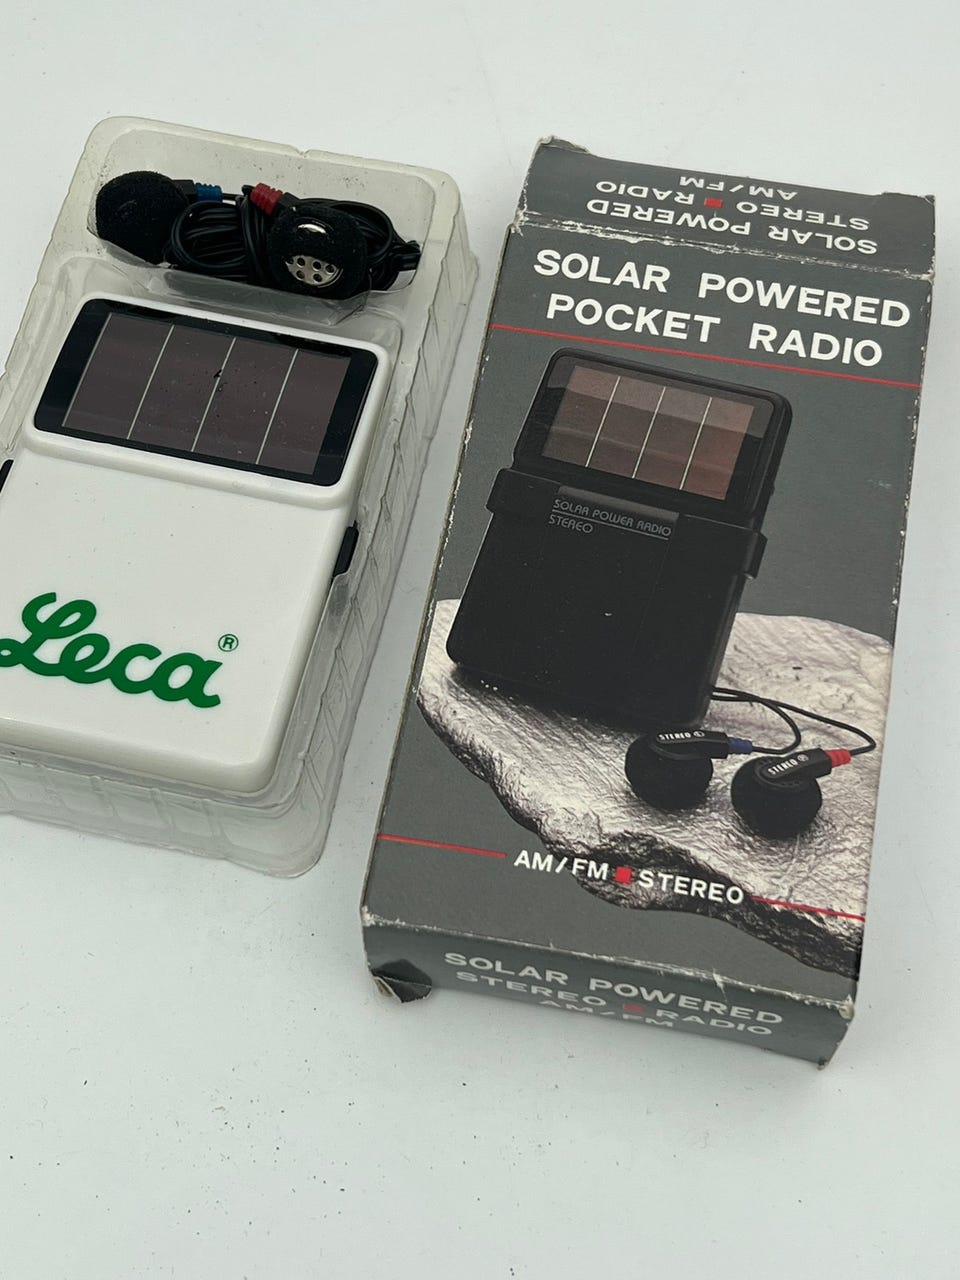 Leca®
SOLAR POWERED
STEREO ■ RADIO
AM/FM
SOLAR POWERED
POCKET RADIO
SOLAR POWER RADIO
STEREO
STEREO L
STEREO R
AM/FM ■ STEREO
SOLAR POWERED
STEREO ■ RADIO
AM/FM